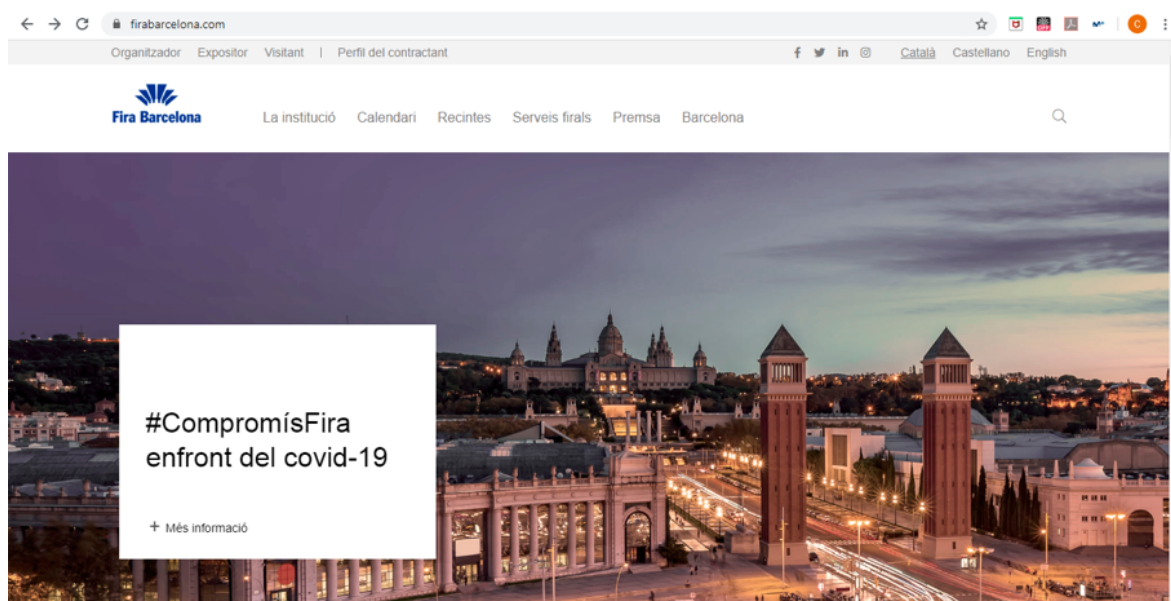 firabarcelona.com
Organitzador Expositor Visitant | Perfil del contractant
Català Castellano English
Fira Barcelona
La institució Calendari Recintes Serveis firals Premsa Barcelona
#CompromísFira
enfront del covid-19
+ Més informació